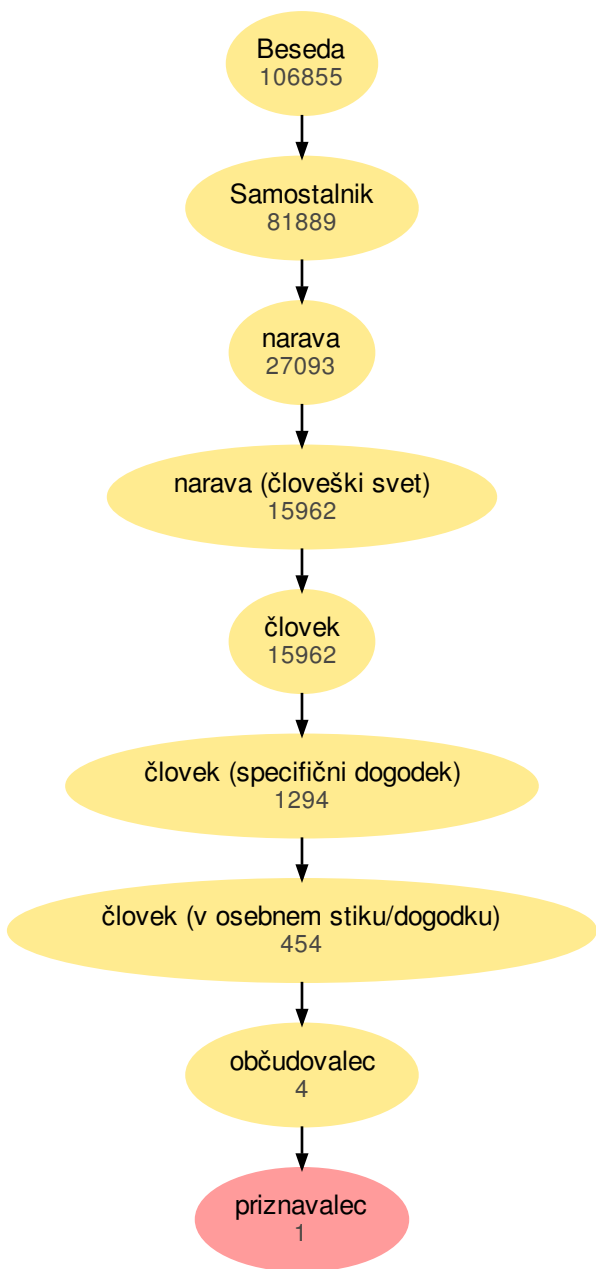 Beseda
106855
Samostalnik
81889
narava
27093
narava (človeški svet)
15962
človek
15962
človek (specifični dogodek)
1294
človek (v osebnem stiku/dogodku)
454
občudovalec
4
priznavalec
1